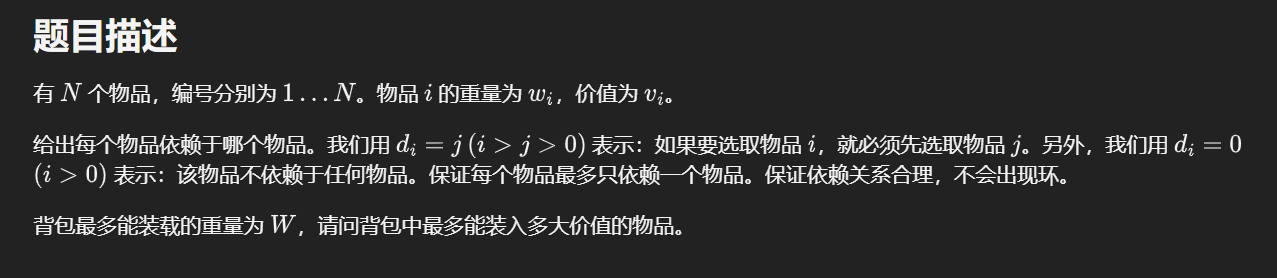 题目描述
有 N 个物品，编号分别为 1…N。物品 i 的重量为 wᵢ，价值为 vᵢ。
给出每个物品依赖于哪个物品。我们用 dᵢ = j (i > j > 0) 表示：如果要选取物品 i，就必须先选取物品 j。另外，我们用 dᵢ = 0
(i > 0) 表示：该物品不依赖于任何物品。保证每个物品最多只依赖一个物品。保证依赖关系合理，不会出现环。
背包最多能装载的重量为 W，请问背包中最多能装入多大价值的物品。